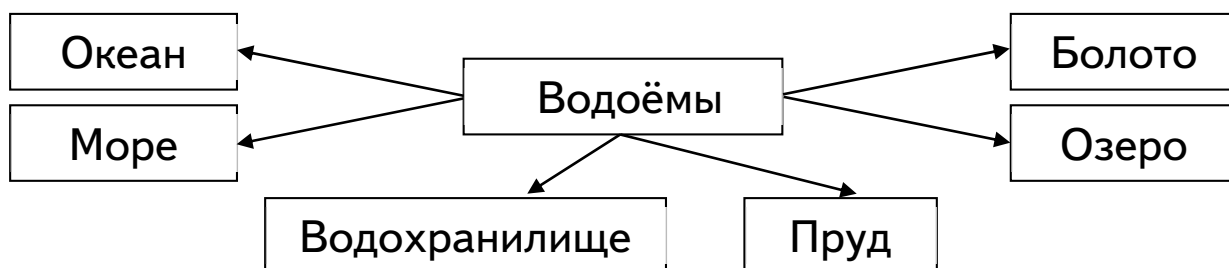 Океан
Болото
Водоёмы
Море
Озеро
Водохранилище
Пруд